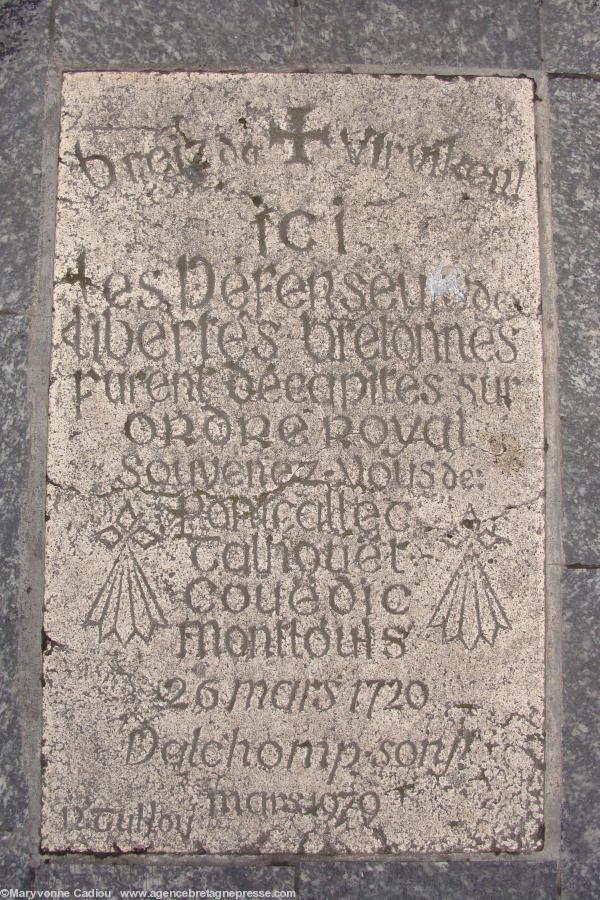 Breiz da ✝ Virviken!
ici
les Défenseurs des
libertés bretonnes
furent décapités sur
ordre royal
Souvenez-vous de:
Pontcallec
Talhouët
Couëdic
Montlouis
26 mars 1720
Dalc'homp-sonj!
mars 1979
©Maryvonne Cadiou www.agencebretagnepresse.com